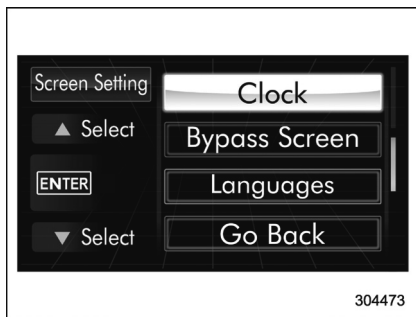 Screen Setting
Clock
▲ Select
Bypass Screen
ENTER
Languages
▼ Select
Go Back
304473